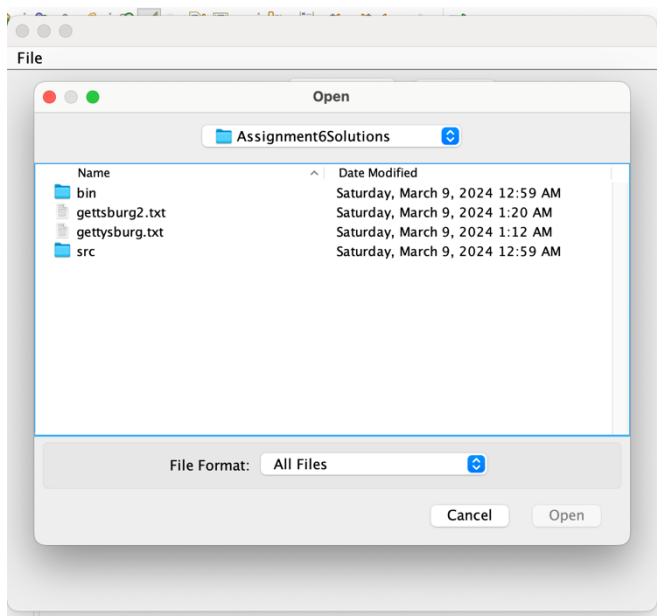 File
Open
Assignment6Solutions
Name Date Modified
bin Saturday, March 9, 2024 12:59 AM
gettsburg2.txt Saturday, March 9, 2024 1:20 AM
gettysburg.txt Saturday, March 9, 2024 1:12 AM
src Saturday, March 9, 2024 12:59 AM
File Format: All Files
Cancel Open